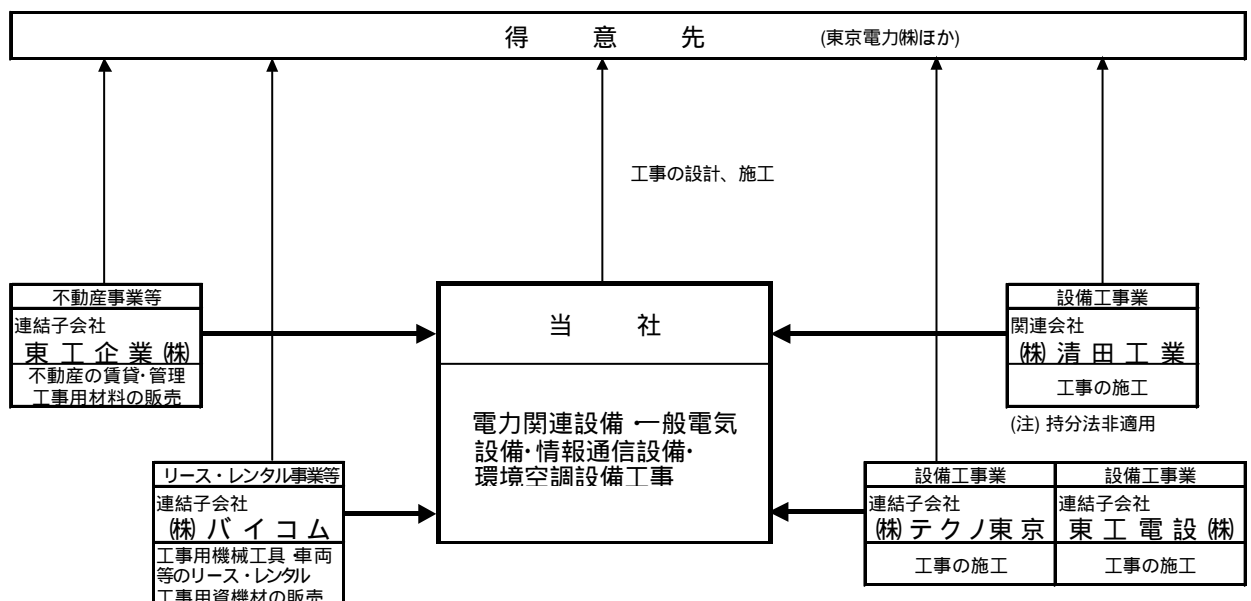 得 意 先 (東京電力㈱ほか)
工事の設計、施工
不動産事業等
連結子会社
東 工 企 業 ㈱
不動産の賃貸・管理
工事用材料の販売
当 社
電力関連設備・一般電気
設備・情報通信設備・
環境空調設備工事
設備工事業
関連会社
㈱ 清 田 工 業
工事の施工
(注) 持分法非適用
リース・レンタル事業等
連結子会社
㈱ バ イ コ ム
工事用機械工具・車両
等のリース・レンタル
工事用資機材の販売
設備工事業
連結子会社
㈱ テ ク ノ 東 京
工事の施工
設備工事業
連結子会社
東 工 電 設 ㈱
工事の施工